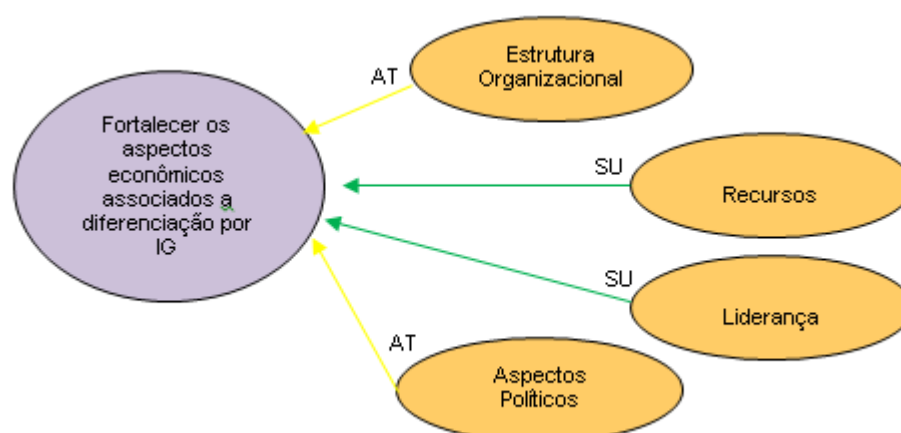 Estrutura
Organizacional
AT
Fortalecer os
aspectos
econômicos
associados a
diferenciação por
IG
SU
Recursos
SU
Liderança
AT
Aspectos
Políticos